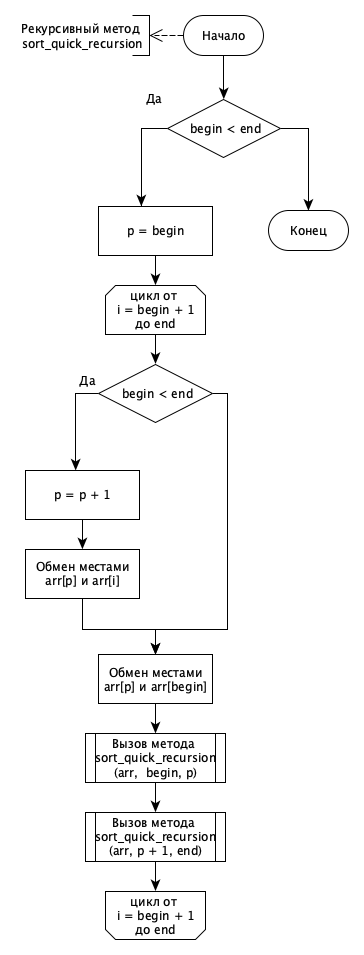 Рекурсивный метод
sort_quick_recursion
Начало
Да
begin < end
p = begin
Конец
цикл от
i = begin + 1
до end
Да
begin < end
p = p + 1
Обмен местами
arr[p] и arr[i]
Обмен местами
arr[p] и arr[begin]
Вызов метода
sort_quick_recursion
(arr, begin, p)
Вызов метода
sort_quick_recursion
(arr, p + 1, end)
цикл от
i = begin + 1
до end